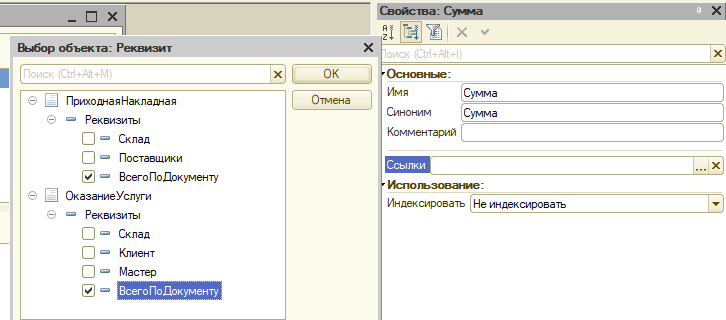 Выбор объекта: Реквизит
Поиск (Ctrl+Alt+M)
OK
Отмена
ПриходнаяНакладная
Реквизиты
Склад
Поставщики
ВсегоПоДокументу
ОказаниеУслуги
Реквизиты
Склад
Клиент
Мастер
ВсегоПоДокументу
Свойства: Сумма
Поиск (Ctrl+Alt+I)
Основные:
Имя Сумма
Синоним Сумма
Комментарий
Ссылки ...
Использование:
Индексировать Не индексировать